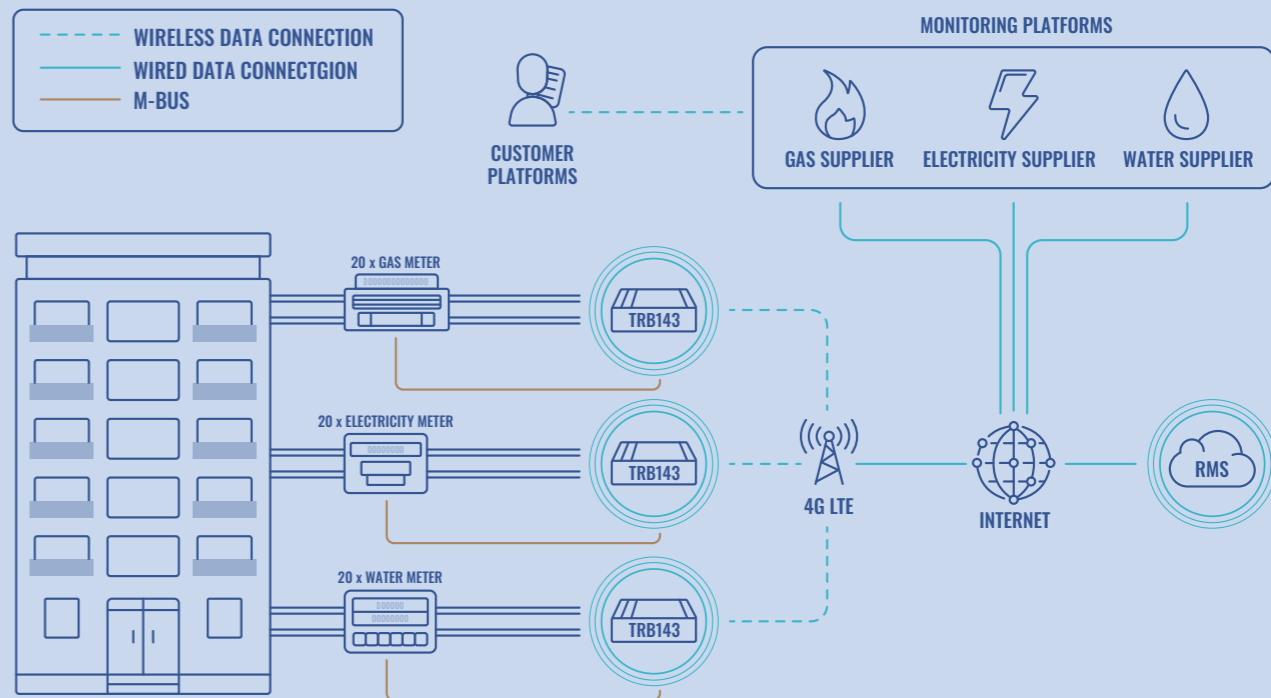 WIRELESS DATA CONNECTION
WIRED DATA CONNECTGION
M-BUS
MONITORING PLATFORMS
CUSTOMER
PLATFORMS
GAS SUPPLIER
ELECTRICITY SUPPLIER
WATER SUPPLIER
20 x GAS METER
TRB143
20 x ELECTRICITY METER
TRB143
4G LTE
INTERNET
RMS
20 x WATER METER
TRB143